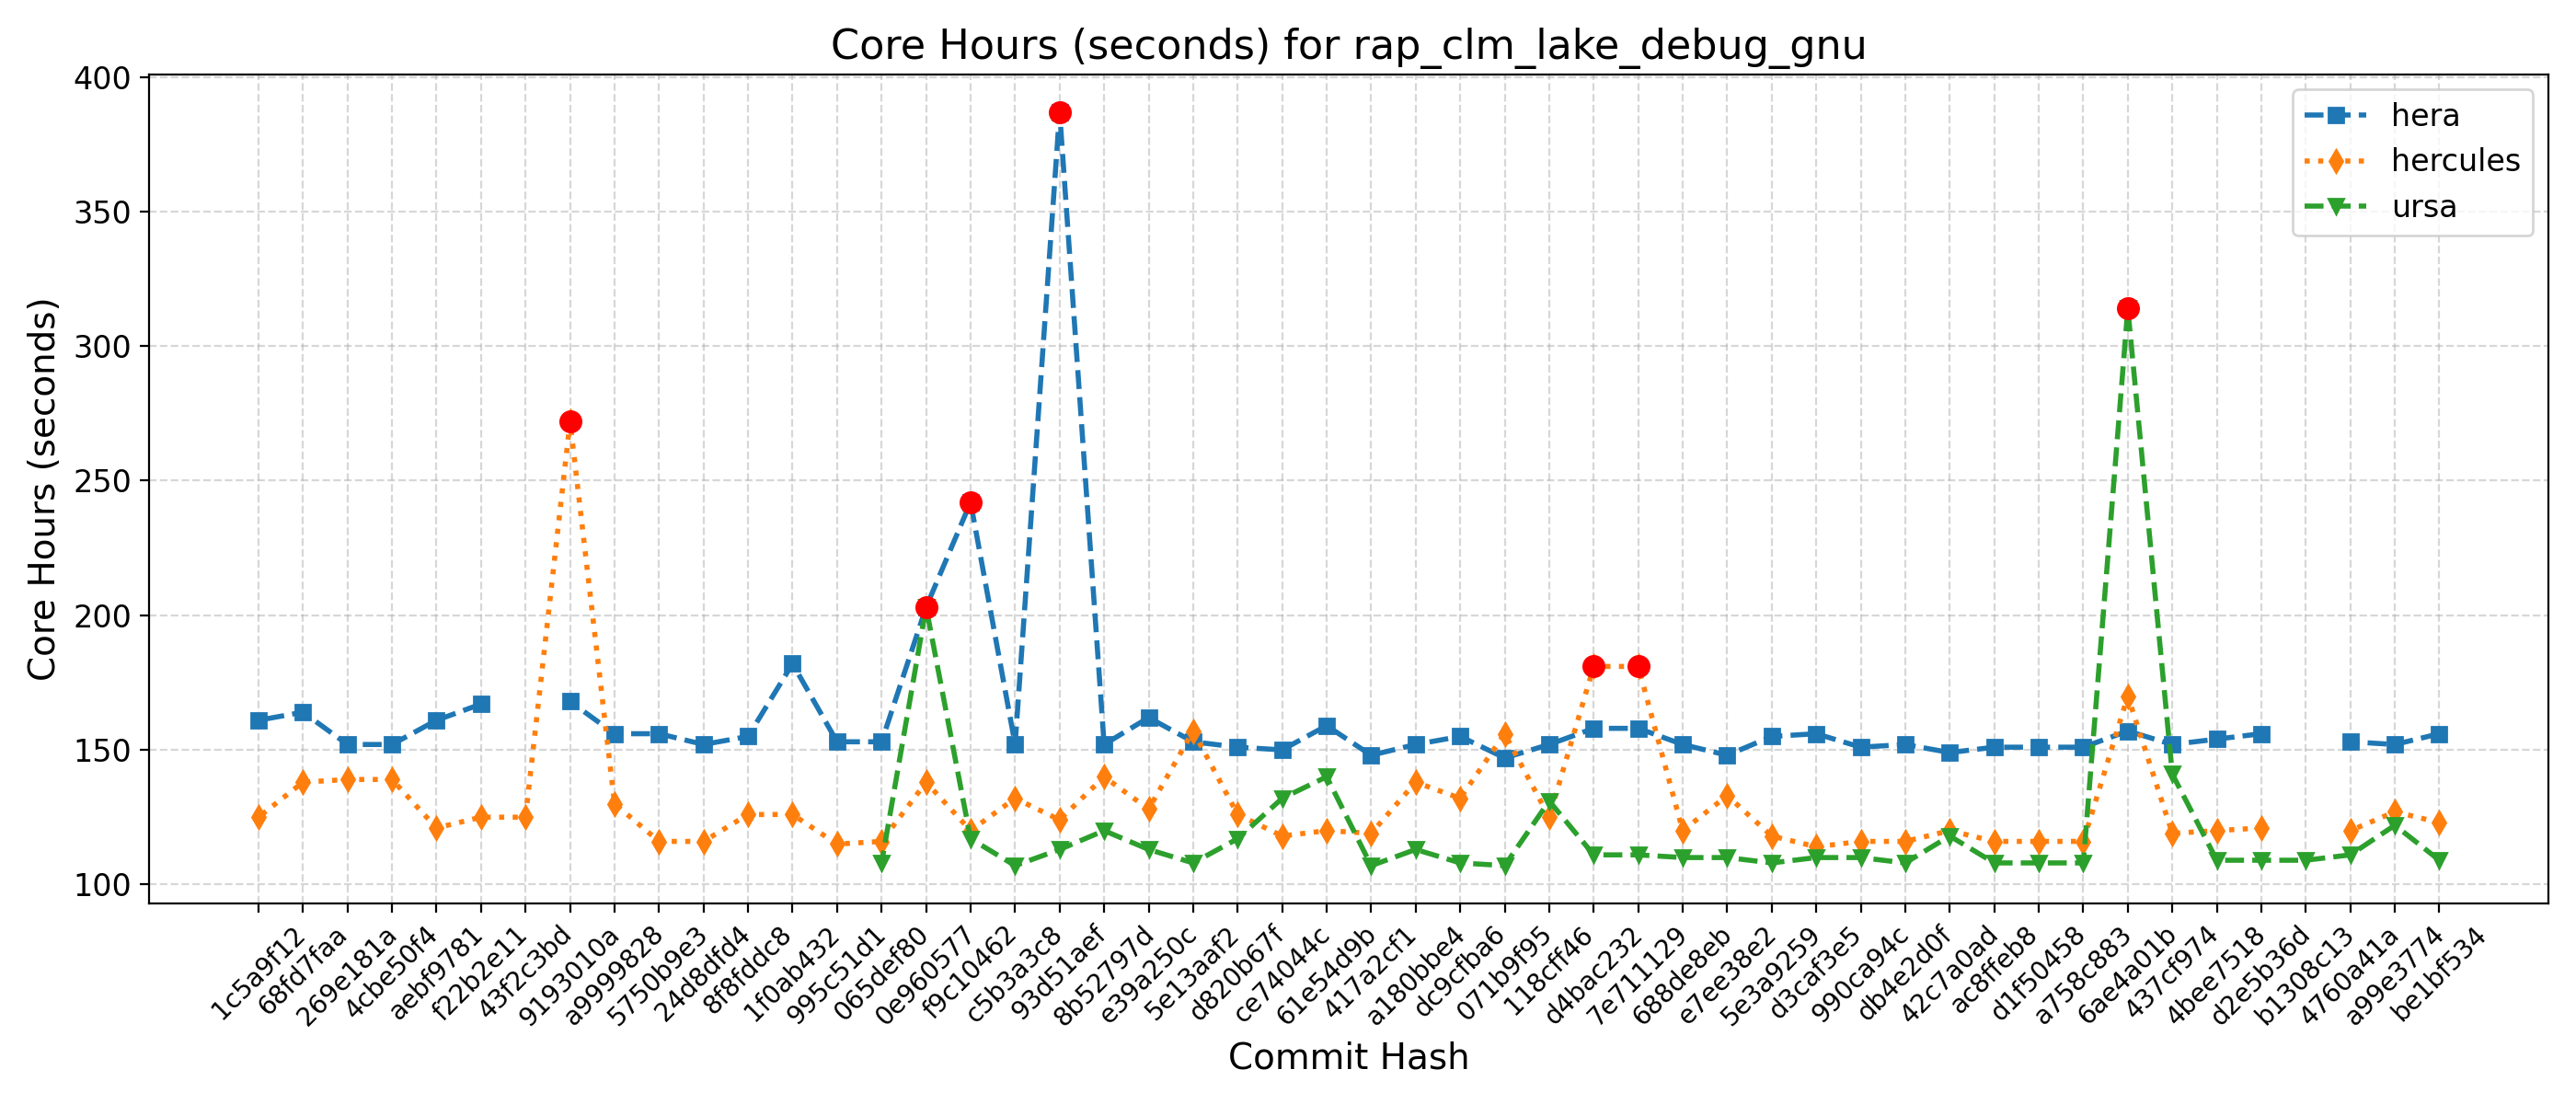 Core Hours (seconds) for rap_clm_lake_debug_gnu
400
350
300
250
200
150
100
Core Hours (seconds)
hera
hercules
ursa
1c5a9f12
68fd7faa
269e181a
4cbe50f4
aebf9781
f22b2e11
43f2c3bd
9193010a
a9999828
5750b9e3
24d8dfd4
8f8fddc8
1f0ab432
995c51d1
065def80
0e960577
f9c10462
c5b3a3c8
93d51aef
8b52797d
e39a250c
5e13aaf2
d820b67f
ce74044c
61e54d9b
417a2cf1
a180bbe4
dc9cfba6
071b9f95
118cff46
d4bac232
7e711129
688de8eb
e7ee38e2
5e3a9259
d3caf3e5
990ca94c
db4e2d0f
42c7a0ad
ac8ffeb8
d1f50458
a758c883
6ae4a01b
437cf974
4bee7518
d2e5b36d
b1308c13
4760a41a
a99e3774
be1bf534
Commit Hash